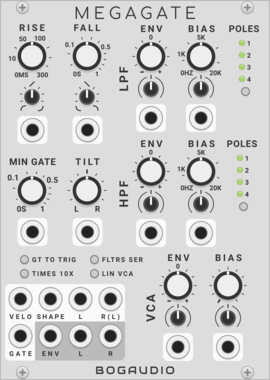 MEGAGATE
RISE FALL ENV BIAS POLES
50 100 10 0MS 300
0.1 0.5 0S 1
0 - +
5K 1K 0HZ 20K
1 2 3 4
LPF
MIN GATE TILT ENV BIAS POLES
0.1 0.5 0S 1
L R
0 - +
5K 1K 0HZ 20K
1 2 3 4
HPF
GT TO TRIG FLTRS SER
TIMES 10X LIN VCA
ENV BIAS
0 - +
VCA
VELO SHAPE L R(L)
GATE ENV L R
BOGAUDIO